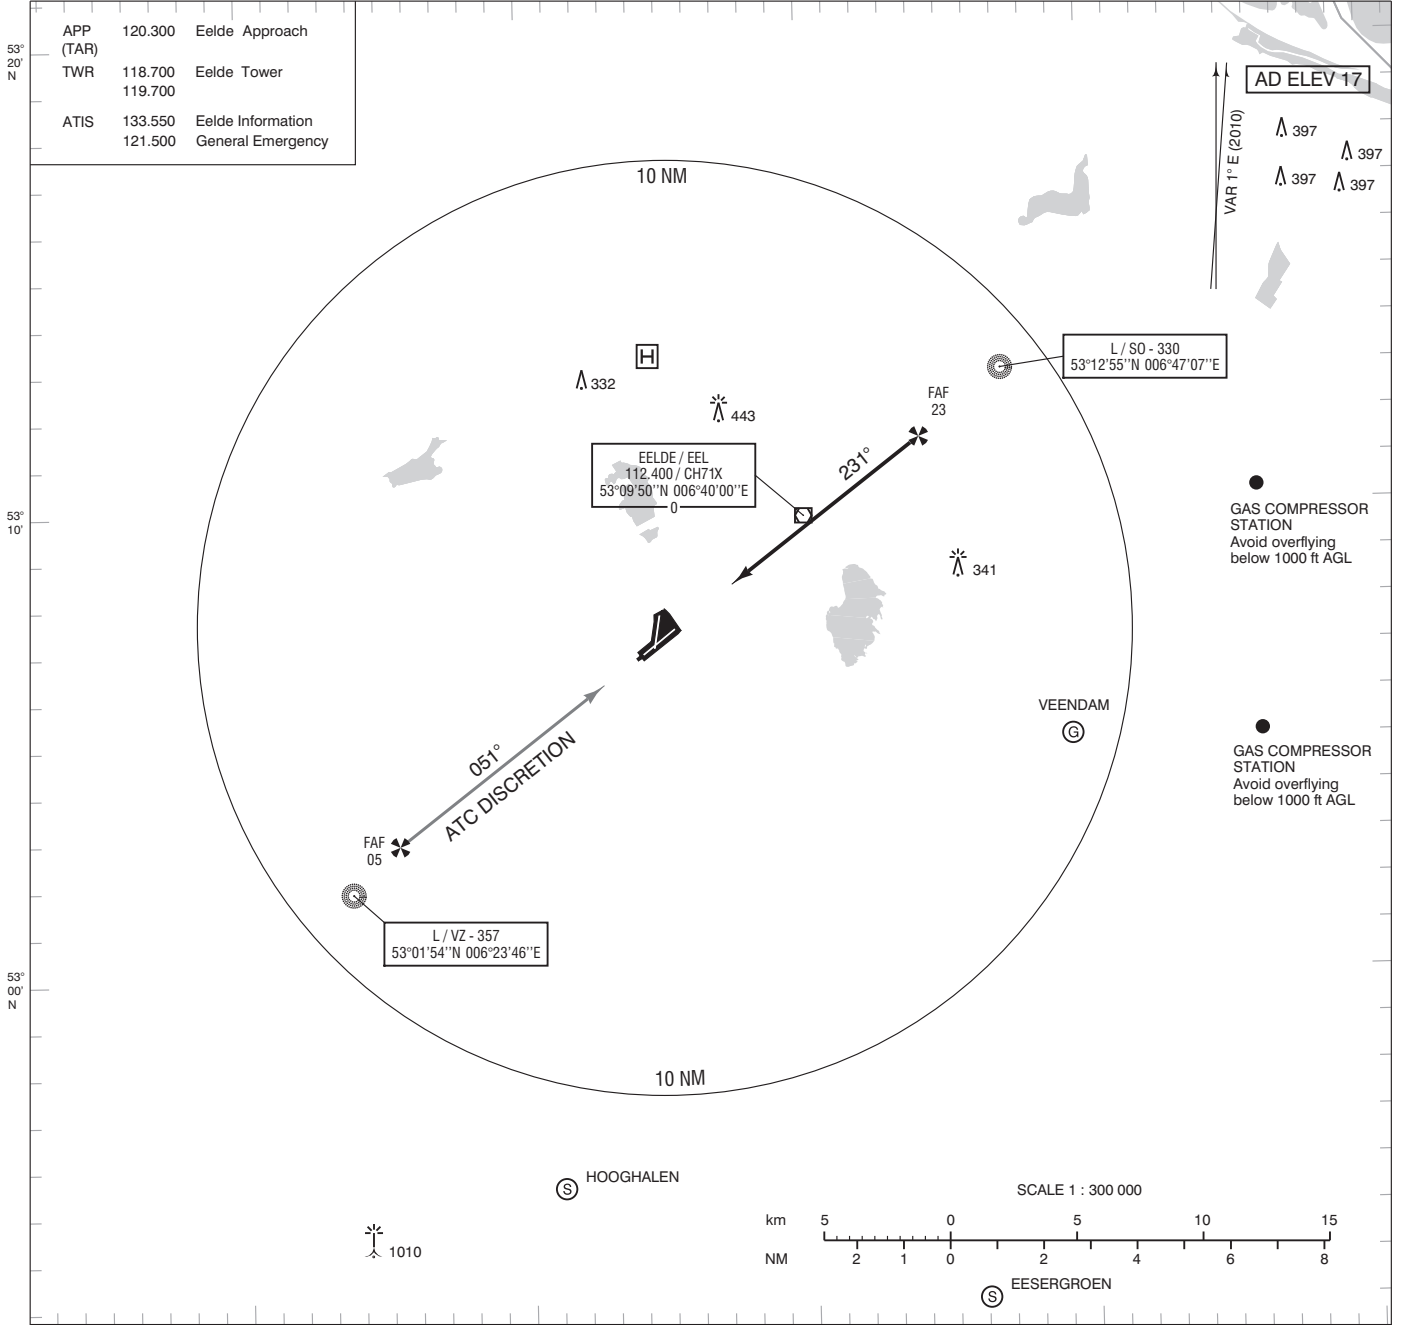 APP 120.300 Eelde Approach
(TAR)
TWR 118.700 Eelde Tower
119.700
ATIS 133.550 Eelde Information
121.500 General Emergency
53°
20'
N
AD ELEV 17
VAR 1° E (2010)
397
397
397
397
10 NM
L / SO - 330
53°12'55''N 006°47'07''E
H
332
443
FAF
23
231°
EELDE / EEL
112.400 / CH71X
53°09'50''N 006°40'00''E
0
53°
10'
GAS COMPRESSOR
STATION
Avoid overflying
below 1000 ft AGL
341
VEENDAM
G
GAS COMPRESSOR
STATION
Avoid overflying
below 1000 ft AGL
051°
ATC DISCRETION
FAF
05
L / VZ - 357
53°01'54''N 006°23'46''E
53°
00'
N
10 NM
S HOOGHALEN
1010
SCALE 1 : 300 000
km 5 0 5 10 15
NM 2 1 0 2 4 6 8
S EESERGROEN